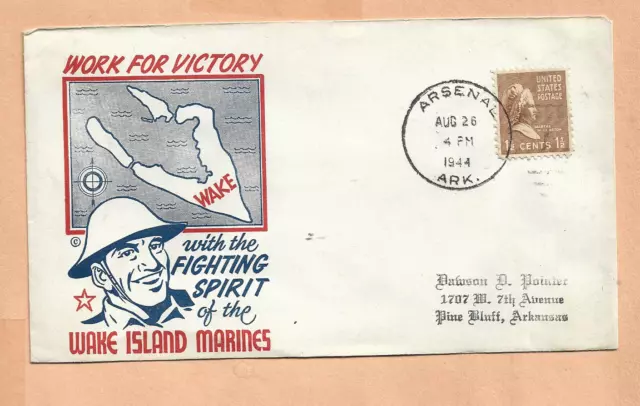 WORK FOR VICTORY
WAKE
©
with the
FIGHTING
SPIRIT
of the
WAKE ISLAND MARINES
ARSENAL
AUG 26
4 PM
1944
ARK.
UNITED
STATES
POSTAGE
1½ CENTS 1½
Dawson D. Pointer
1707 W. 7th Avenue
Pine Bluff, Arkansas